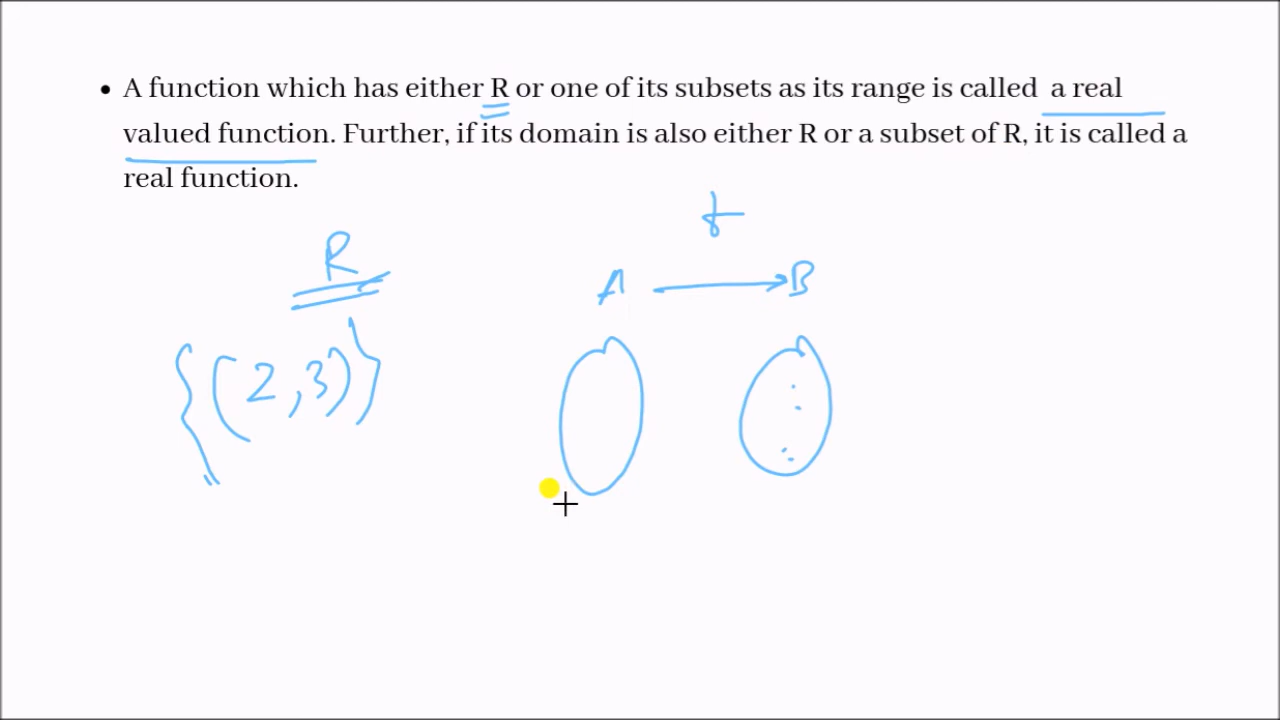 • A function which has either R or one of its subsets as its range is called a real
valued function. Further, if its domain is also either R or a subset of R, it is called a
real function.
f
R
A → B
{(2,3)}